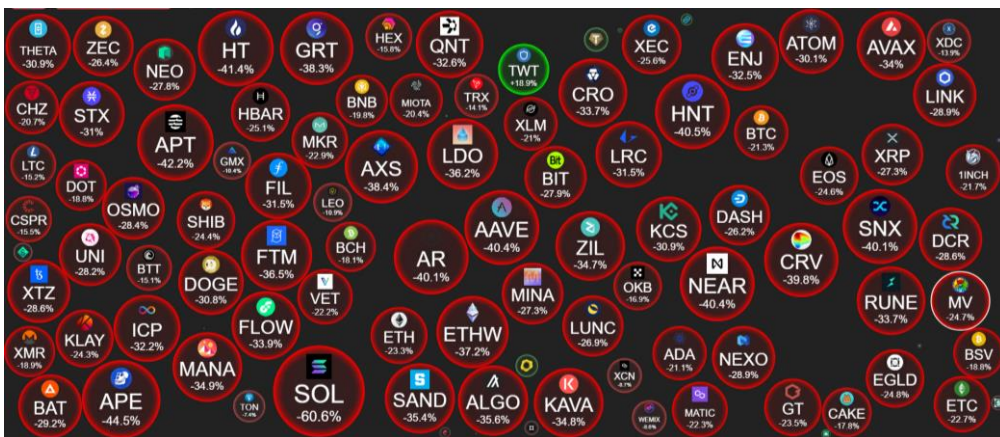 THETA
-30.9%
ZEC
-26.4%
NEO
-27.8%
HT
-41.4%
GRT
-38.3%
HEX
-15.8%
QNT
-32.6%
TWT
+18.9%
XEC
-25.6%
ENJ
-32.5%
ATOM
-30.1%
AVAX
-34%
XDC
-13.9%
CHZ
-20.7%
STX
-31%
APT
-42.2%
HBAR
-25.1%
BNB
-19.8%
MIOTA
-20.4%
TRX
-14.1%
XLM
-21%
CRO
-33.7%
HNT
-40.5%
BTC
-21.3%
LINK
-28.9%
LTC
-15.2%
DOT
-18.8%
GMX
MKR
-22.9%
AXS
-38.4%
LDO
-36.2%
Bit
BIT
-27.9%
LRC
-31.5%
EOS
-24.6%
XRP
-27.3%
1INCH
-21.7%
CSPR
-15.5%
OSMO
-28.4%
SHIB
-24.4%
FIL
-31.5%
LEO
BCH
-18.1%
AR
-40.1%
AAVE
-40.4%
ZIL
-34.7%
KCS
-30.9%
DASH
-26.2%
CRV
-39.8%
SNX
-40.1%
DCR
-28.6%
UNI
-28.2%
BTT
-15.1%
DOGE
-30.8%
FTM
-36.5%
VET
-22.2%
MINA
-27.3%
OKB
-16.9%
NEAR
-40.4%
RUNE
-33.7%
MV
-24.7%
XTZ
-28.6%
KLAY
-24.3%
ICP
-32.2%
FLOW
-33.9%
ETH
-23.3%
ETHW
-37.2%
LUNC
-26.9%
ADA
-21.1%
NEXO
-28.9%
BSV
-18.8%
XMR
-18.9%
MANA
-34.9%
SOL
-60.6%
SAND
-35.4%
ALGO
-35.6%
KAVA
-34.8%
XCN
WEMIX
MATIC
-22.3%
GT
-23.5%
CAKE
-17.8%
EGLD
-24.8%
ETC
-22.7%
BAT
-29.2%
APE
-44.5%
TON